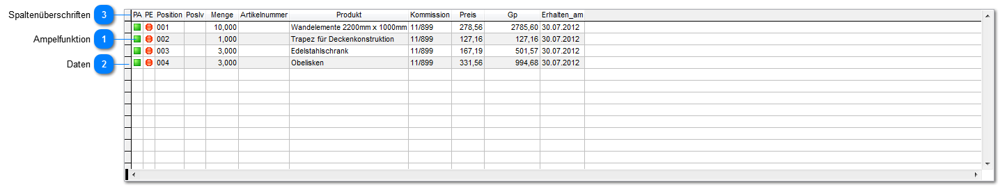 Spaltenüberschriften 3 PA PE Position Poslv Menge Artikelnummer Produkt Kommission Preis Gp Erhalten_am
001 10,000 Wandelemente 2200mm x 1000mm 11/899 278,56 2785,60 30.07.2012
Ampelfunktion 1 002 1,000 Trapez für Deckenkonstruktion 11/899 127,16 127,16 30.07.2012
003 3,000 Edelstahlschrank 11/899 167,19 501,57 30.07.2012
Daten 2 004 3,000 Obelisken 11/899 331,56 994,68 30.07.2012